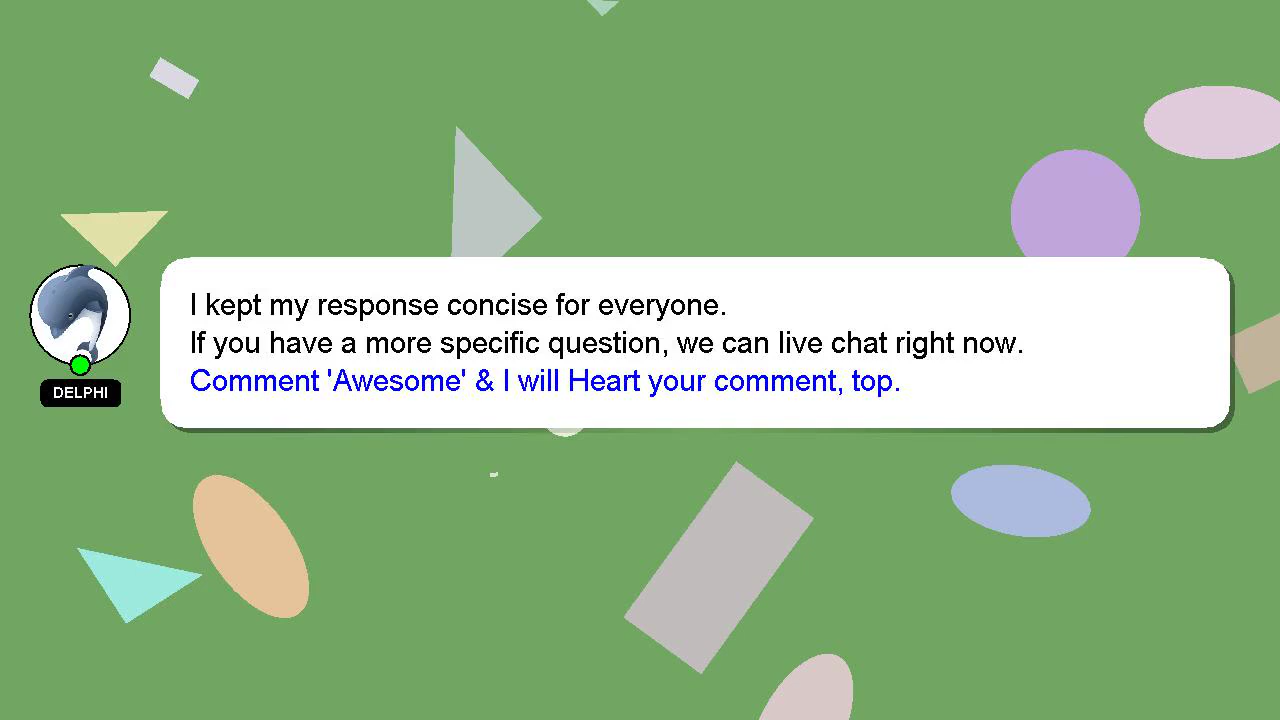 I kept my response concise for everyone.
If you have a more specific question, we can live chat right now.
Comment 'Awesome' & I will Heart your comment, top.
DELPHI